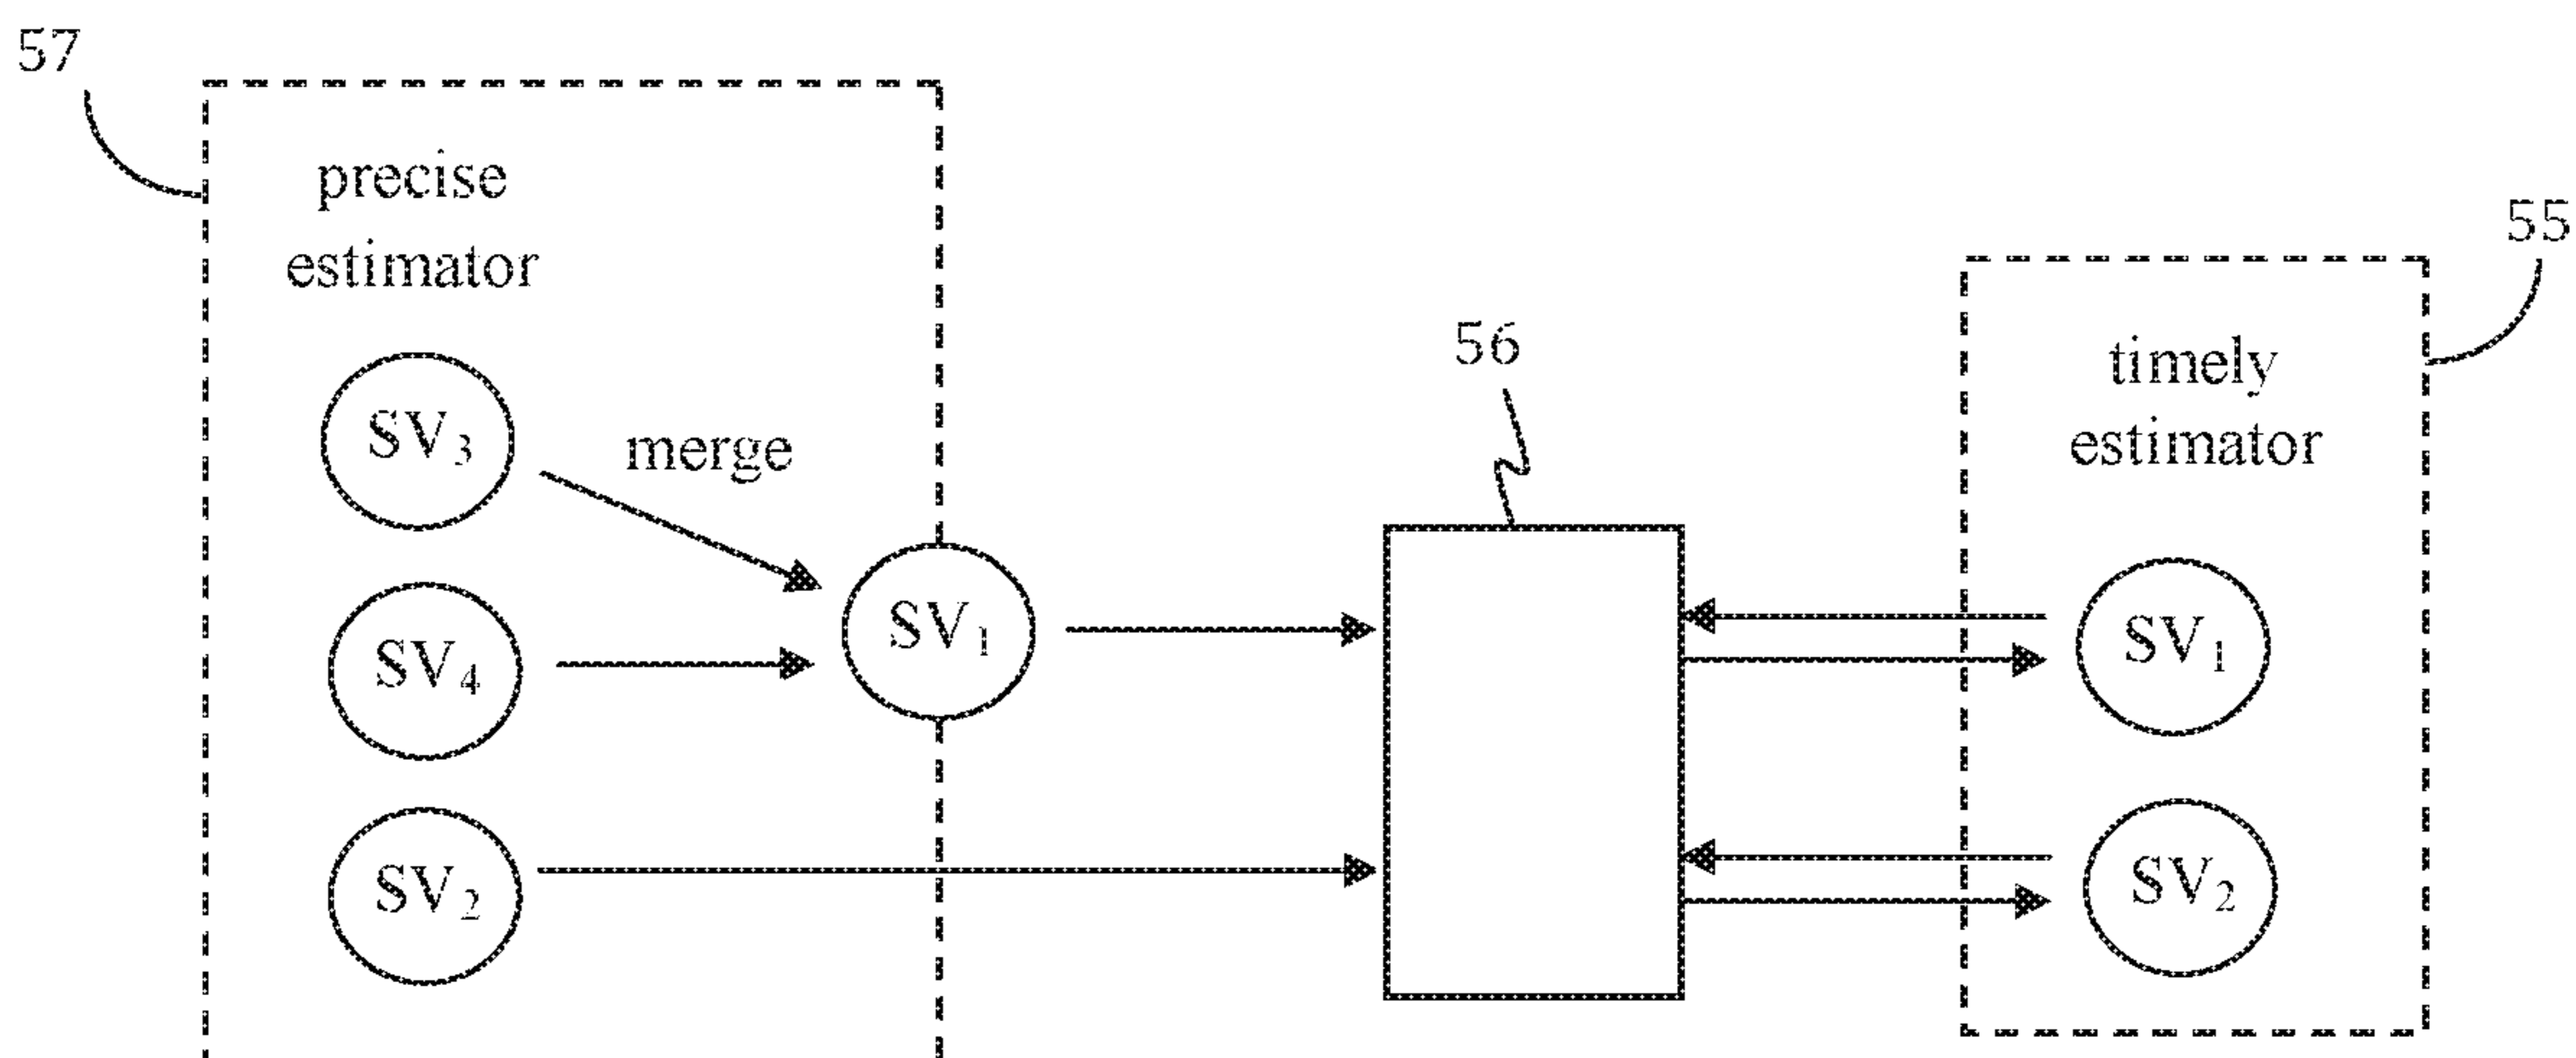 57
precise
estimator
55
56
timely
estimator
SV₃
merge
SV₁
SV₁
SV₄
SV₂
SV₂